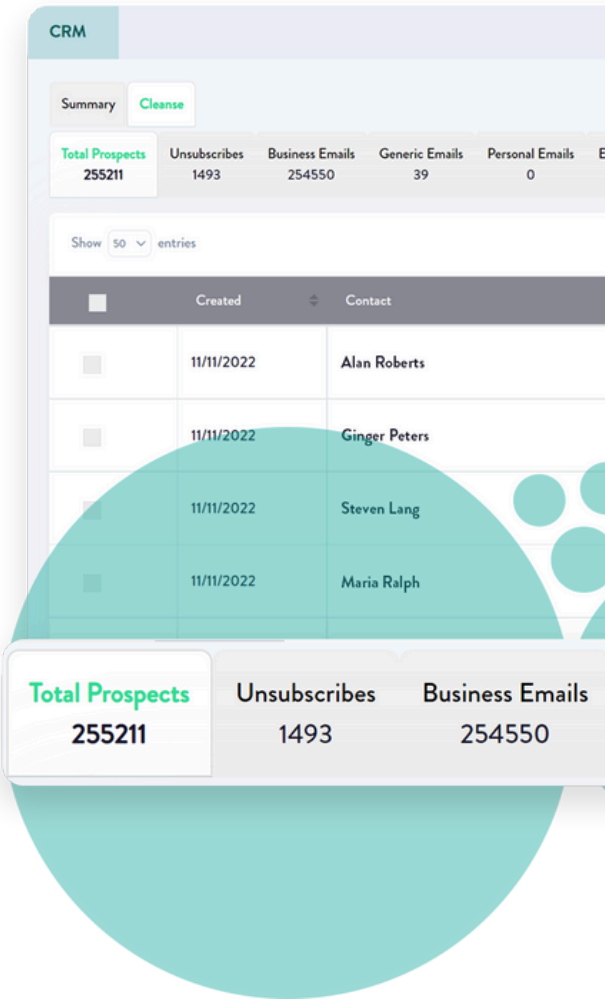 CRM
Summary Cleanse
Total Prospects Unsubscribes Business Emails Generic Emails Personal Emails
255211 1493 254550 39 0
Show 50 entries
Created Contact
11/11/2022 Alan Roberts
11/11/2022 Ginger Peters
11/11/2022 Steven Lang
11/11/2022 Maria Ralph
Total Prospects Unsubscribes Business Emails
255211 1493 254550